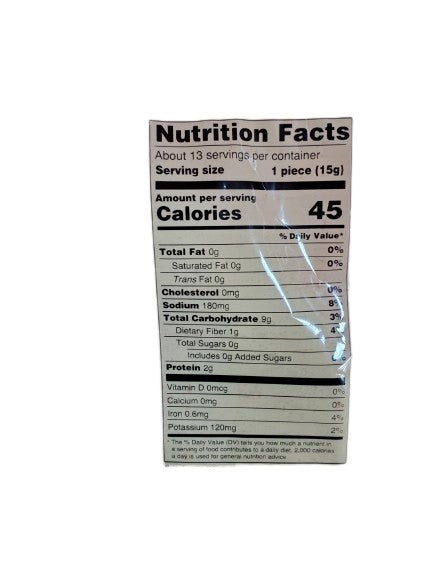 Nutrition Facts
About 13 servings per container
Serving size 1 piece (15g)
Amount per serving
Calories 45
% Daily Value*
Total Fat 0g 0%
Saturated Fat 0g 0%
Trans Fat 0g
Cholesterol 0mg 0%
Sodium 180mg 8%
Total Carbohydrate 9g 3%
Dietary Fiber 1g 4%
Total Sugars 0g
Includes 0g Added Sugars
Protein 2g
Vitamin D 0mcg 0%
Calcium 0mg 0%
Iron 0.6mg 4%
Potassium 120mg 2%
* The % Daily Value (DV) tells you how much a nutrient in
a serving of food contributes to a daily diet. 2,000 calories
a day is used for general nutrition advice